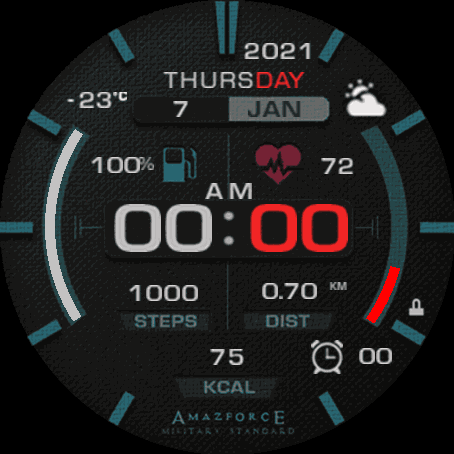 2021
THURSDAY
-23°C
7 JAN
100% 72
AM
00:00
1000 0.70 KM
STEPS DIST
75 00
KCAL
AMAZFORCE
MILITARY STANDARD